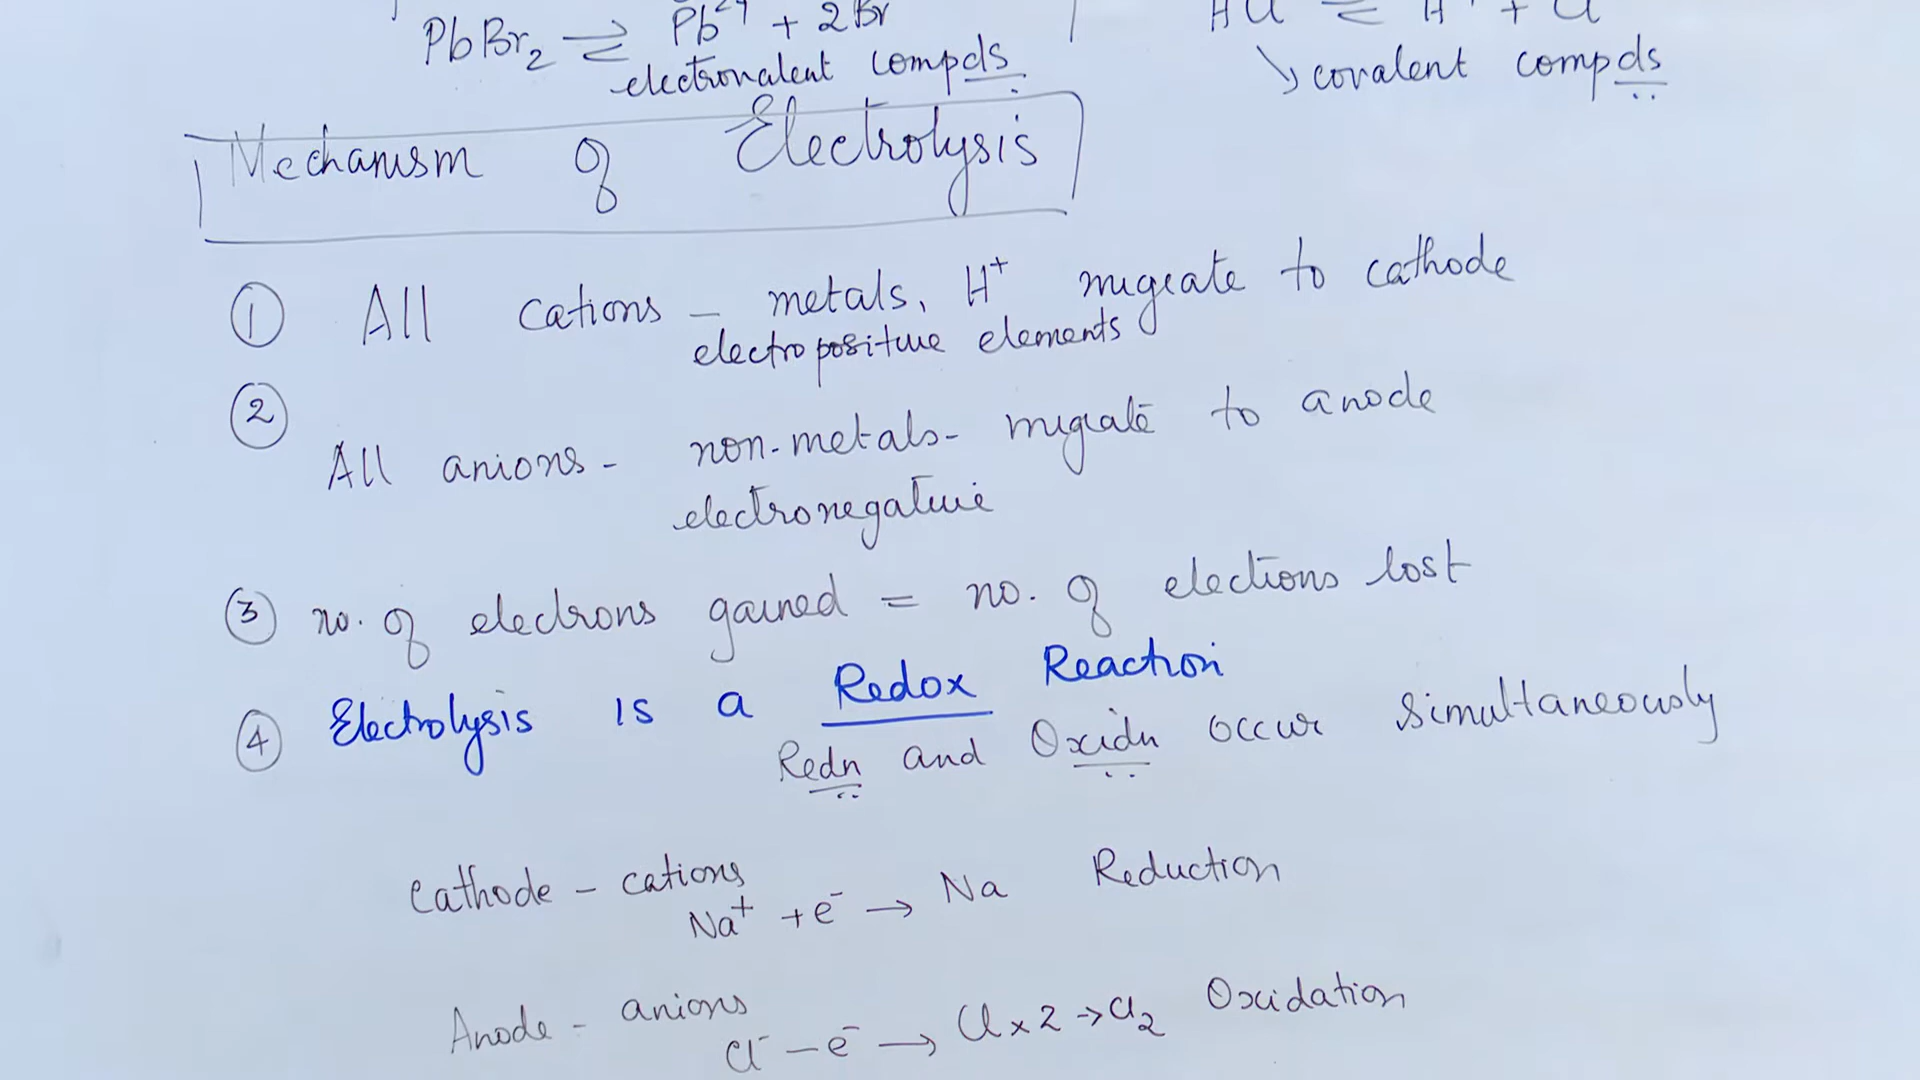 PbBr₂ ⇌ Pb²⁺ + 2Br
electrovalent compds
HCl ⇌ H⁺ + Cl
↘ covalent compds
Mechanism of Electrolysis
① All cations – metals, H⁺ migrate to cathode
electropositive elements
②
All anions - non-metals - migrate to anode
electronegative
③ no. of electrons gained = no. of electrons lost
④ Electrolysis is a Redox Reaction
Redn and Oxidn occur simultaneously
Cathode - cations
Na⁺ + e⁻ → Na Reduction
Anode - anions
Cl⁻ – e⁻ → Cl x 2 → Cl₂ Oxidation